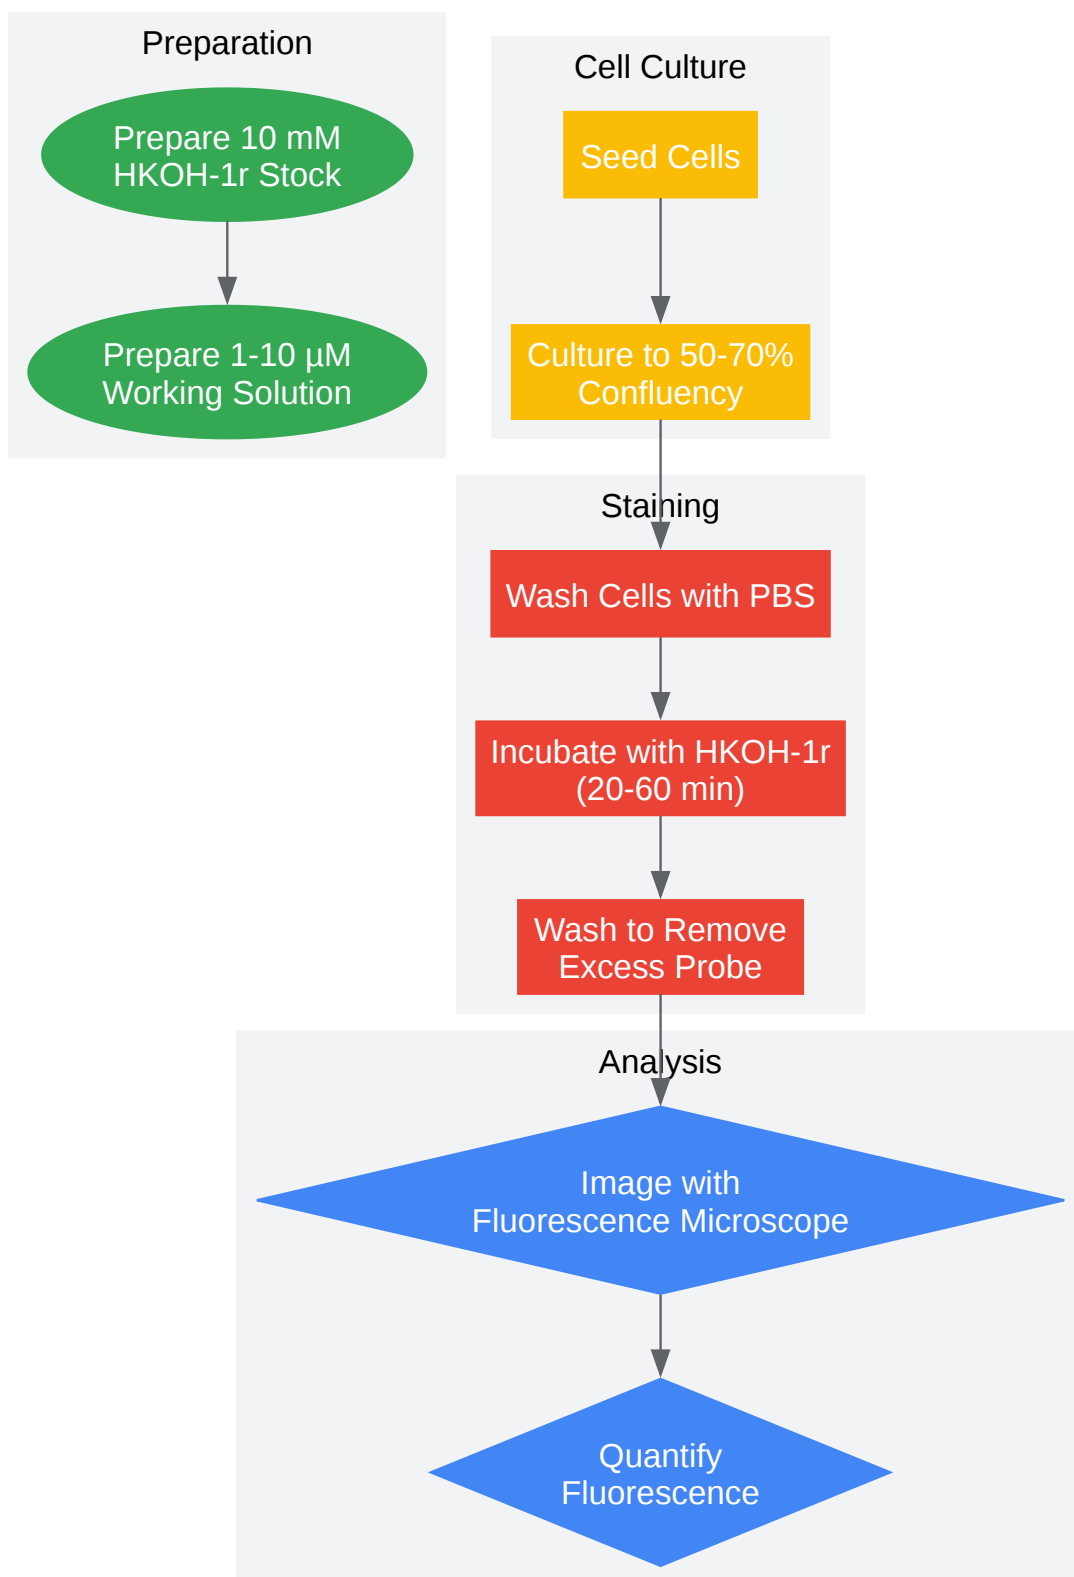 Preparation
Prepare 10 mM
HKOH-1r Stock
Prepare 1-10 µM
Working Solution
Cell Culture
Seed Cells
Culture to 50-70%
Confluency
Staining
Wash Cells with PBS
Incubate with HKOH-1r
(20-60 min)
Wash to Remove
Excess Probe
Analysis
Image with
Fluorescence Microscope
Quantify
Fluorescence